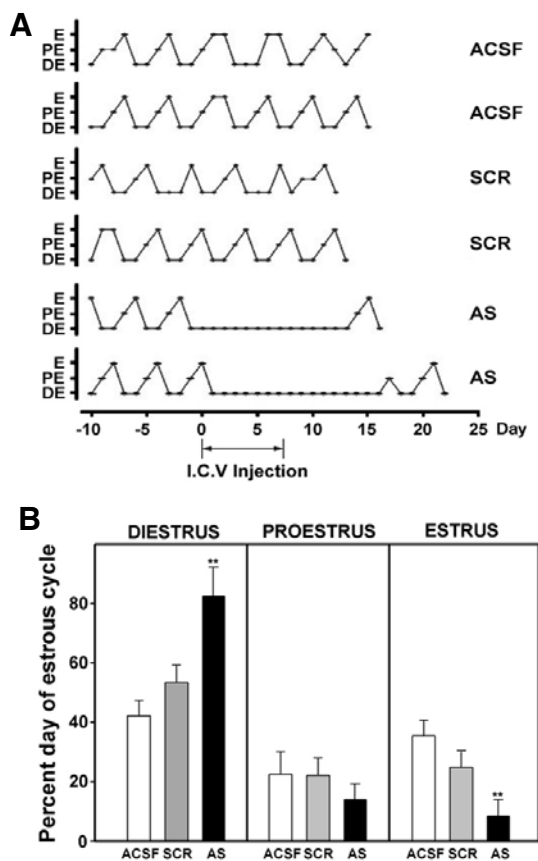 A
E
PE
DE
ACSF
E
PE
DE
ACSF
E
PE
DE
SCR
E
PE
DE
SCR
E
PE
DE
AS
E
PE
DE
AS
-10 -5 0 5 10 15 20 25 Day
I.C.V Injection
B
DIESTRUS PROESTRUS ESTRUS
Percent day of estrous cycle
80
60
40
20
0
** **
ACSF SCR AS ACSF SCR AS ACSF SCR AS